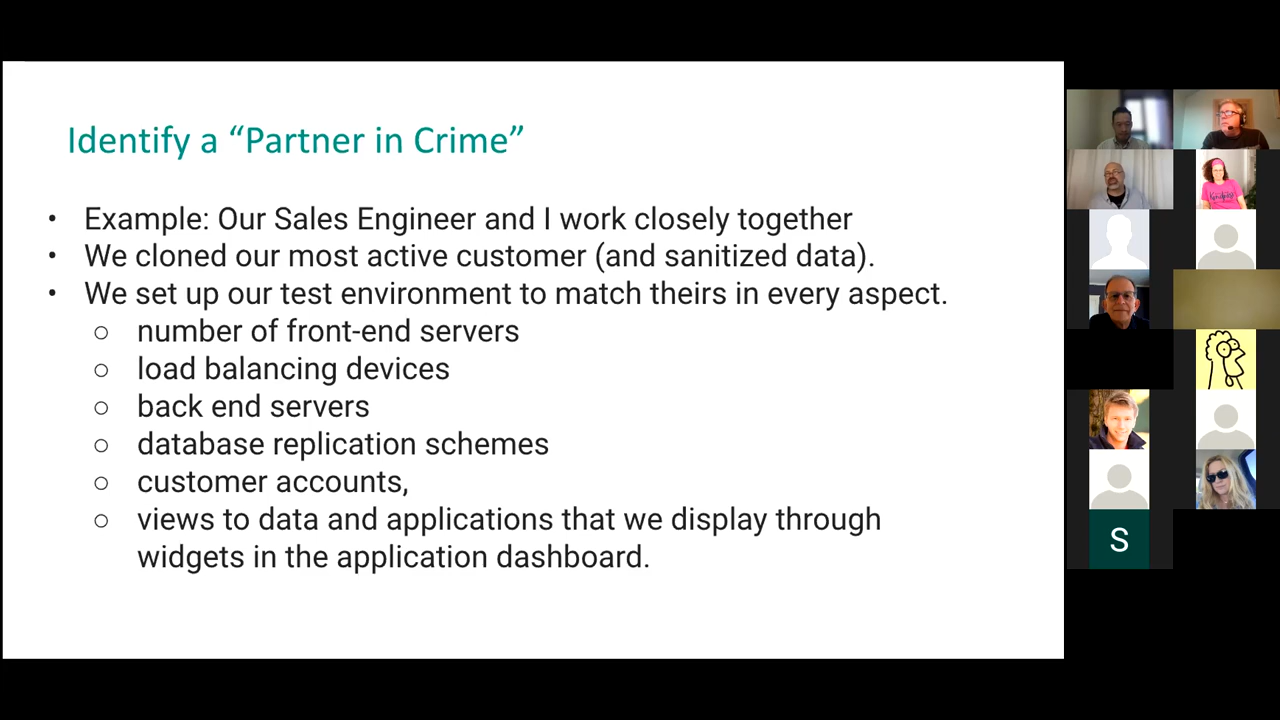 Identify a “Partner in Crime”
• Example: Our Sales Engineer and I work closely together
• We cloned our most active customer (and sanitized data).
• We set up our test environment to match theirs in every aspect.
○ number of front-end servers
○ load balancing devices
○ back end servers
○ database replication schemes
○ customer accounts,
○ views to data and applications that we display through
widgets in the application dashboard.
S